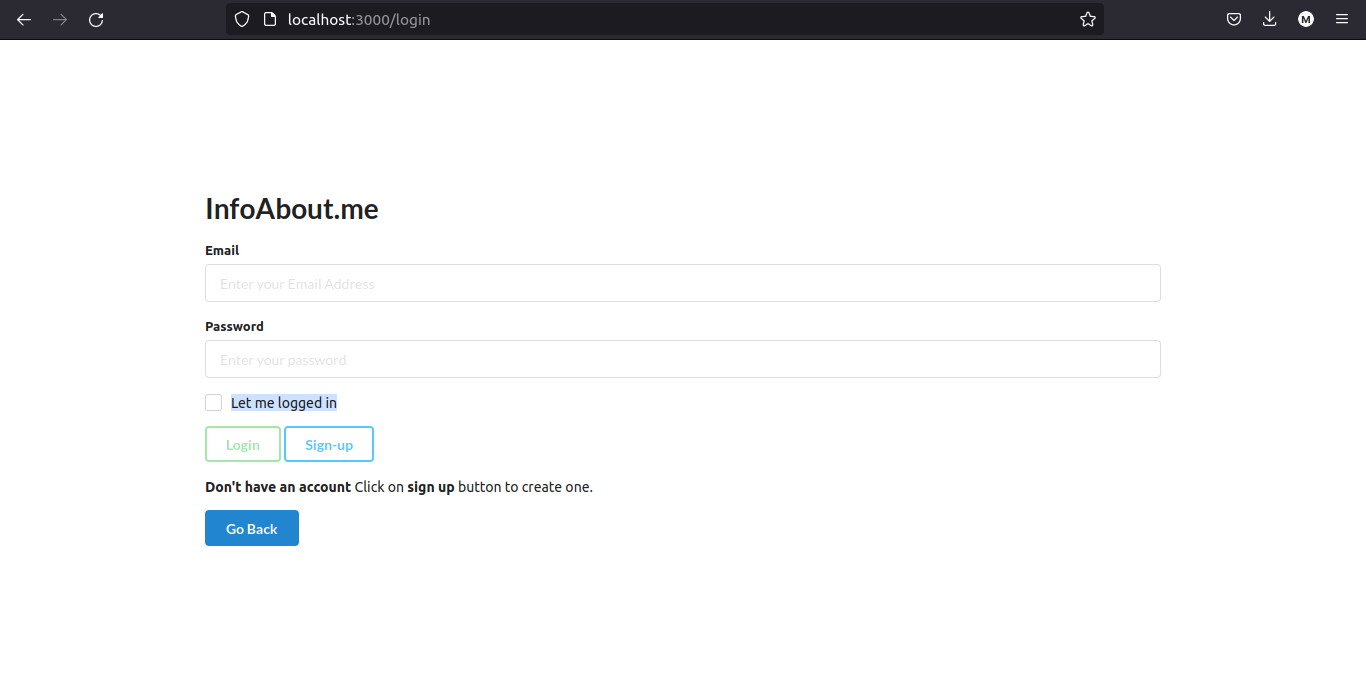 localhost:3000/login
M
InfoAbout.me
Email
Enter your Email Address
Password
Enter your password
Let me logged in
Login Sign-up
Don't have an account Click on sign up button to create one.
Go Back